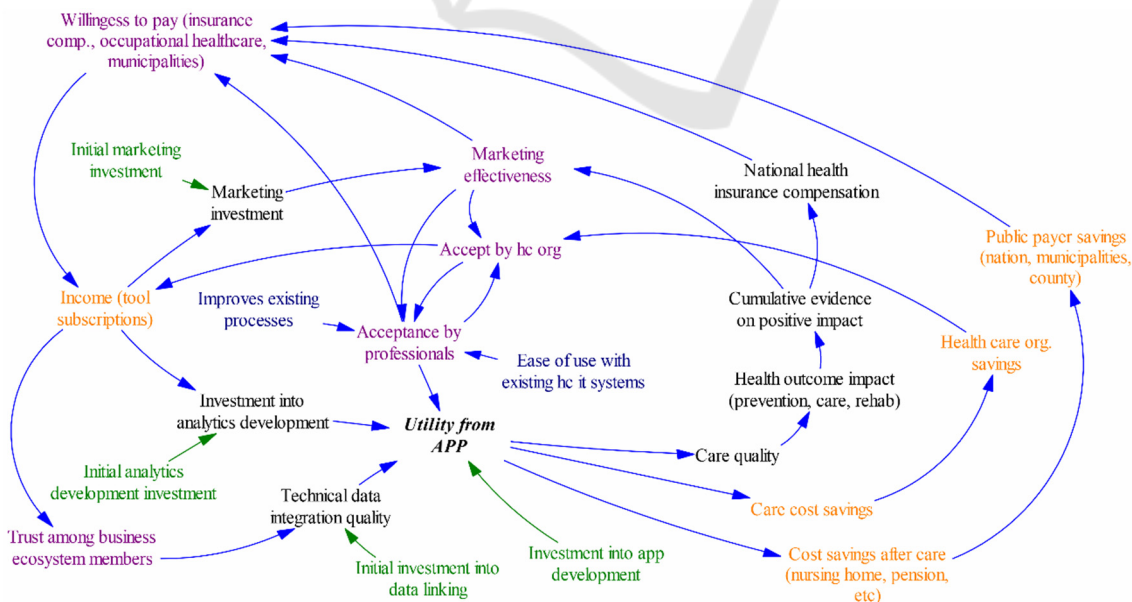 Willingess to pay (insurance
comp., occupational healthcare,
municipalities)
Initial marketing
investment
Marketing
investment
Marketing
effectiveness
National health
insurance compensation
Accept by hc org
Public payer savings
(nation, municipalities,
county)
Income (tool
subscriptions)
Improves existing
processes
Acceptance by
professionals
Cumulative evidence
on positive impact
Health care org.
savings
Ease of use with
existing hc it systems
Health outcome impact
(prevention, care, rehab)
Investment into
analytics development
Utility from
APP
Care quality
Initial analytics
development investment
Technical data
integration quality
Care cost savings
Trust among business
ecosystem members
Initial investment into
data linking
Investment into app
development
Cost savings after care
(nursing home, pension,
etc)